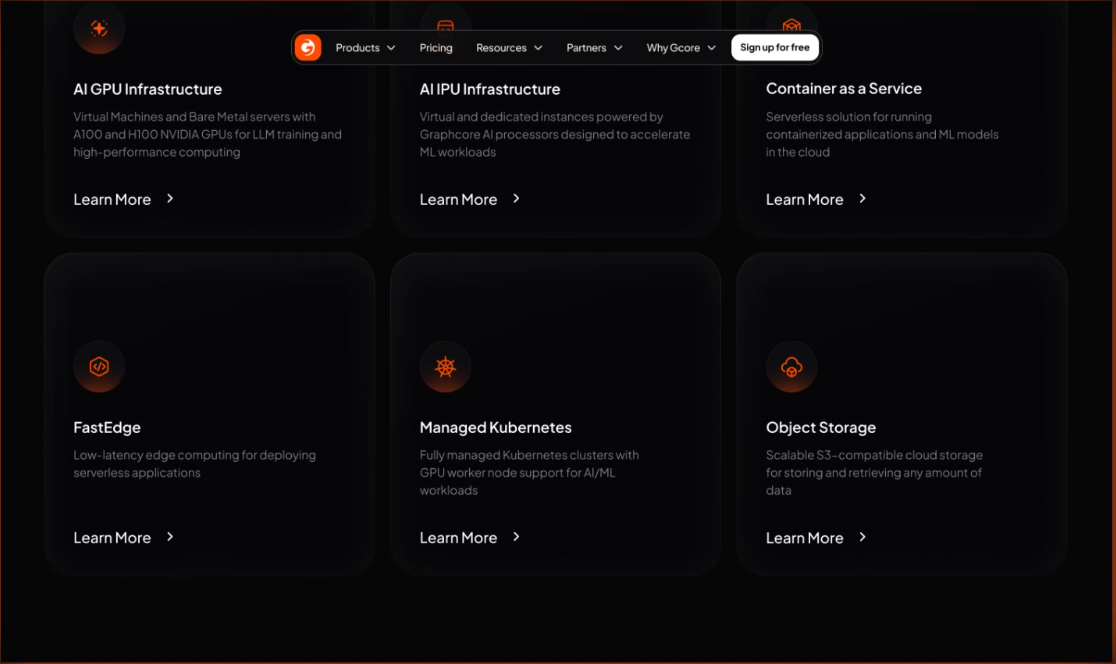 Products
Pricing
Resources
Partners
Why Gcore
Sign up for free
AI GPU Infrastructure
Virtual Machines and Bare Metal servers with
A100 and H100 NVIDIA GPUs for LLM training and
high-performance computing
Learn More
AI IPU Infrastructure
Virtual and dedicated instances powered by
Graphcore AI processors designed to accelerate
ML workloads
Learn More
Container as a Service
Serverless solution for running
containerized applications and ML models
in the cloud
Learn More
FastEdge
Low-latency edge computing for deploying
serverless applications
Learn More
Managed Kubernetes
Fully managed Kubernetes clusters with
GPU worker node support for AI/ML
workloads
Learn More
Object Storage
Scalable S3-compatible cloud storage
for storing and retrieving any amount of
data
Learn More